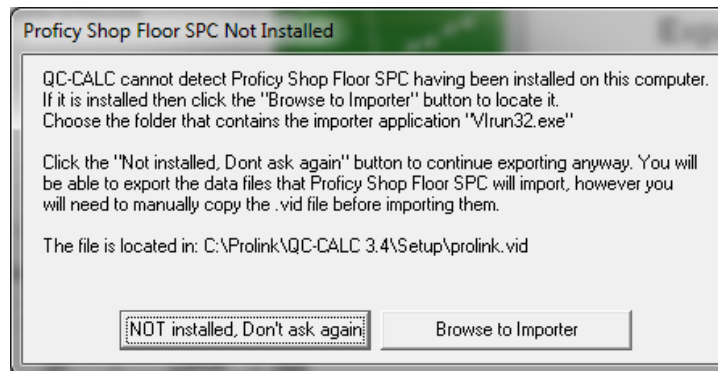 Proficy Shop Floor SPC Not Installed
QC-CALC cannot detect Proficy Shop Floor SPC having been installed on this computer.
If it is installed then click the "Browse to Importer" button to locate it.
Choose the folder that contains the importer application "VIrun32.exe"
Click the "Not installed, Dont ask again" button to continue exporting anyway. You will
be able to export the data files that Proficy Shop Floor SPC will import, however you
will need to manually copy the .vid file before importing them.
The file is located in: C:\Prolink\QC-CALC 3.4\Setup\prolink.vid
NOT installed, Don't ask again
Browse to Importer